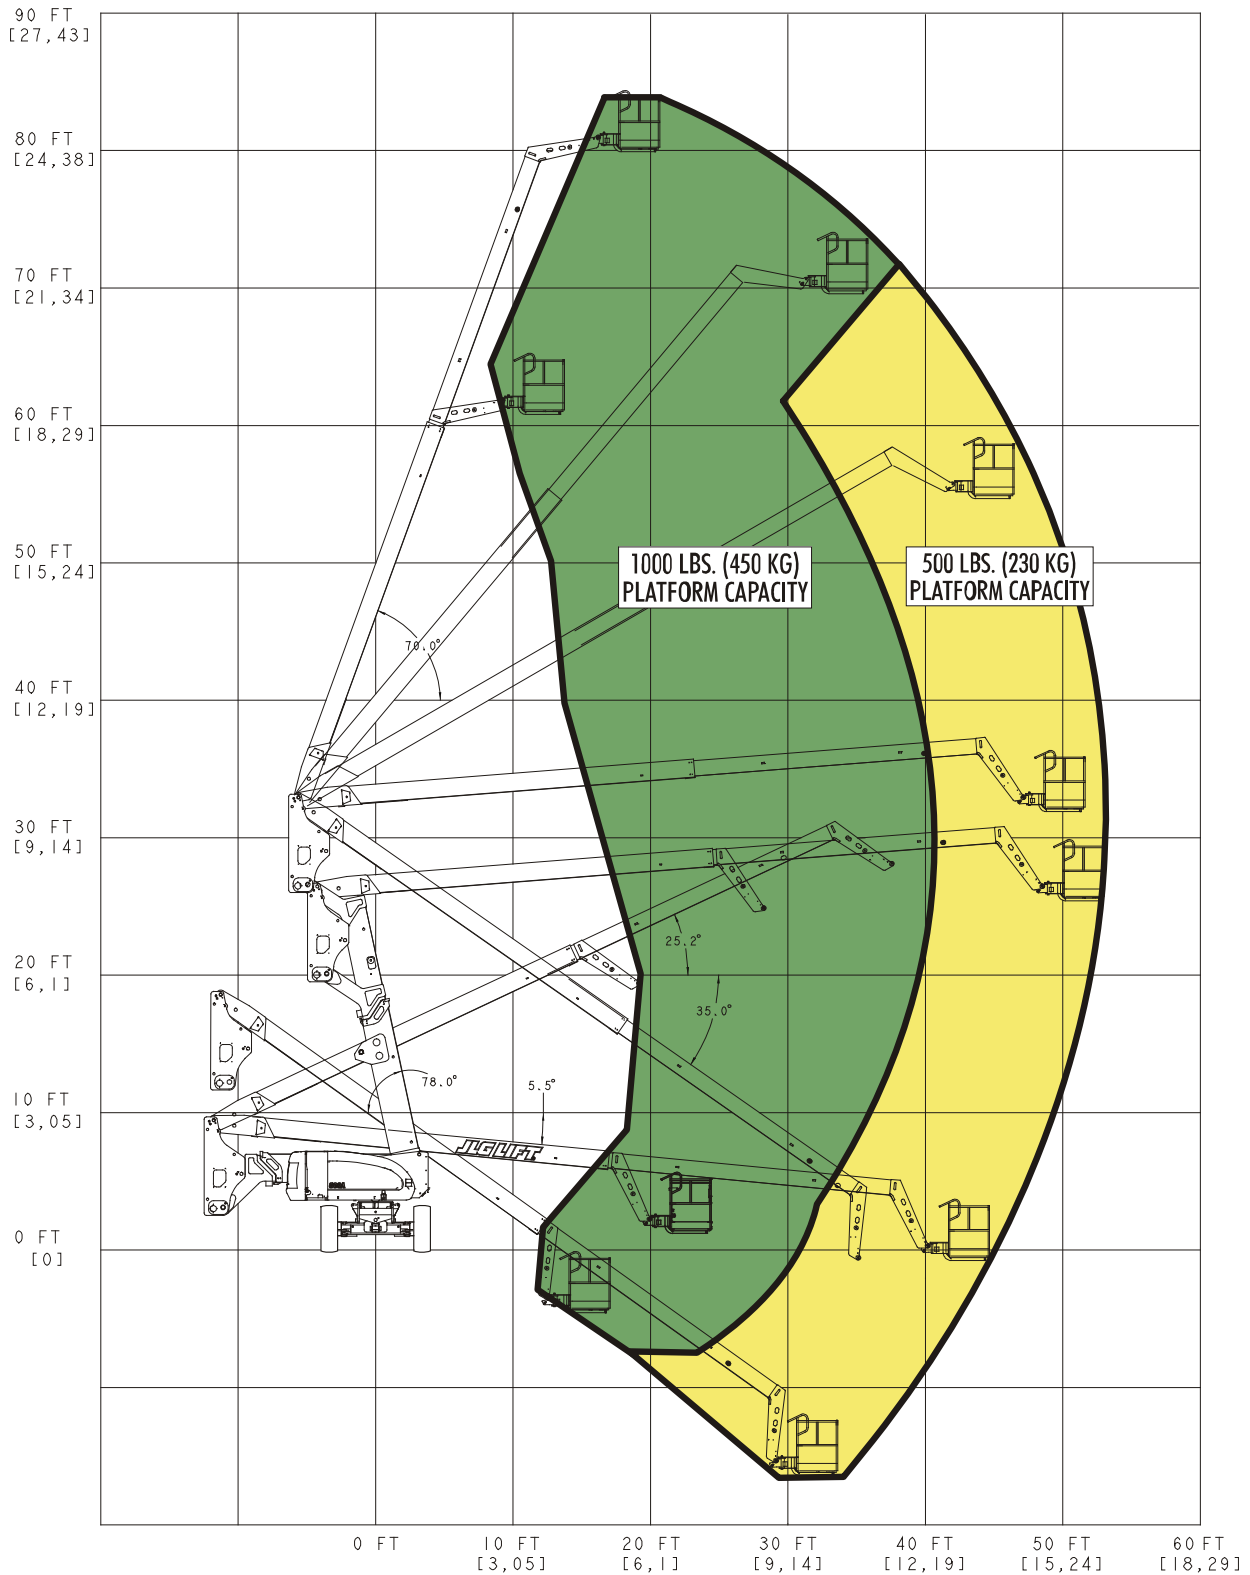 90 FT
[27,43]
80 FT
[24,38]
70 FT
[21,34]
60 FT
[18,29]
50 FT
[15,24]
1000 LBS. (450 KG)
PLATFORM CAPACITY
500 LBS. (230 KG)
PLATFORM CAPACITY
70.0°
40 FT
[12,19]
30 FT
[9,14]
25.2°
20 FT
[6,1]
35.0°
78.0°
5.5°
10 FT
[3,05]
JLG LIFT
0 FT
[0]
0 FT
10 FT
[3,05]
20 FT
[6,1]
30 FT
[9,14]
40 FT
[12,19]
50 FT
[15,24]
60 FT
[18,29]